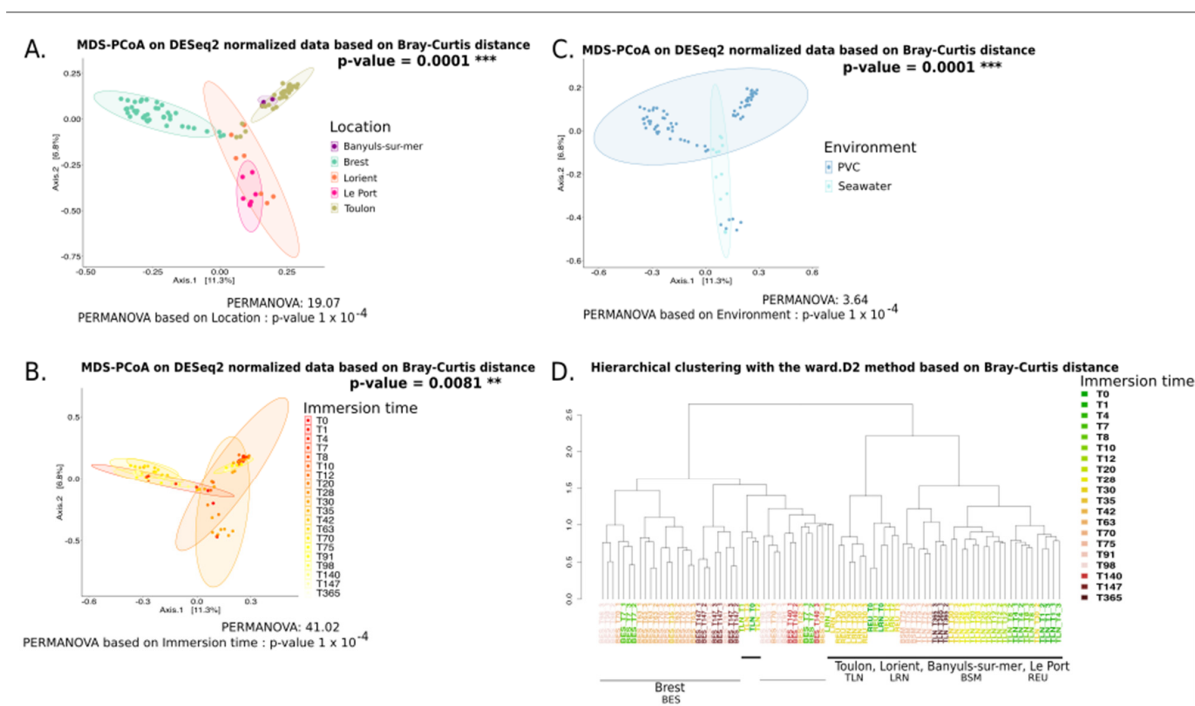 A.
MDS-PCoA on DESeq2 normalized data based on Bray-Curtis distance
p-value = 0.0001 ***
0.25
0.00
-0.25
-0.50
-0.75
Axis.2 [6.8%]
-0.50
-0.25
0.00
0.25
Axis.1 [11.3%]
Location
Banyuls-sur-mer
Brest
Lorient
Le Port
Toulon
PERMANOVA: 19.07
PERMANOVA based on Location : p-value 1 x 10-4
C.
MDS-PCoA on DESeq2 normalized data based on Bray-Curtis distance
p-value = 0.0001 ***
0.2
0.0
-0.2
-0.4
-0.6
Axis.2 [6.8%]
-0.6
-0.3
0.0
0.3
0.6
Axis.1 [11.3%]
Environment
PVC
Seawater
PERMANOVA: 3.64
PERMANOVA based on Environment : p-value 1 x 10-4
B.
MDS-PCoA on DESeq2 normalized data based on Bray-Curtis distance
p-value = 0.0081 **
0.5
0.0
-0.5
Axis.2 [6.8%]
-0.6
-0.3
0.0
0.3
Axis.1 [11.3%]
Immersion time
T0
T1
T4
T7
T8
T10
T12
T20
T28
T30
T35
T42
T63
T70
T75
T91
T98
T140
T147
T365
PERMANOVA: 41.02
PERMANOVA based on Immersion time : p-value 1 x 10-4
D.
Hierarchical clustering with the ward.D2 method based on Bray-Curtis distance
2.5
2.0
1.5
1.0
0.5
0.0
Immersion time
T0
T1
T4
T7
T8
T10
T12
T20
T28
T30
T35
T42
T63
T70
T75
T91
T98
T140
T147
T365
Toulon, Lorient, Banyuls-sur-mer, Le Port
TLN LRN BSM REU
Brest
BES